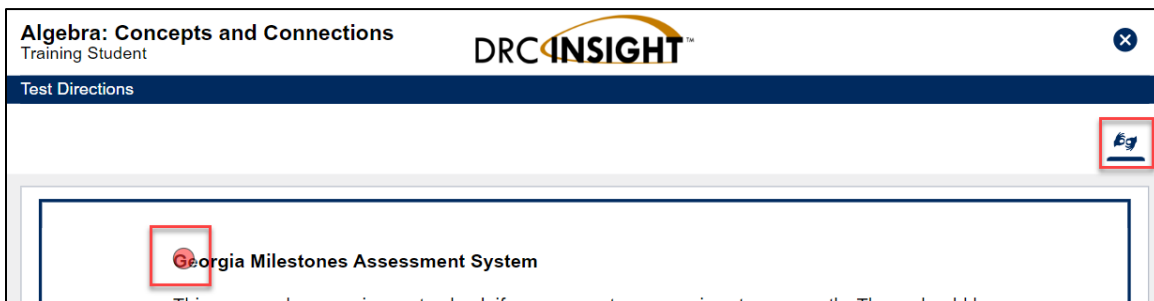 Algebra: Concepts and Connections
Training Student
DRC INSIGHT™
Test Directions
Georgia Milestones Assessment System